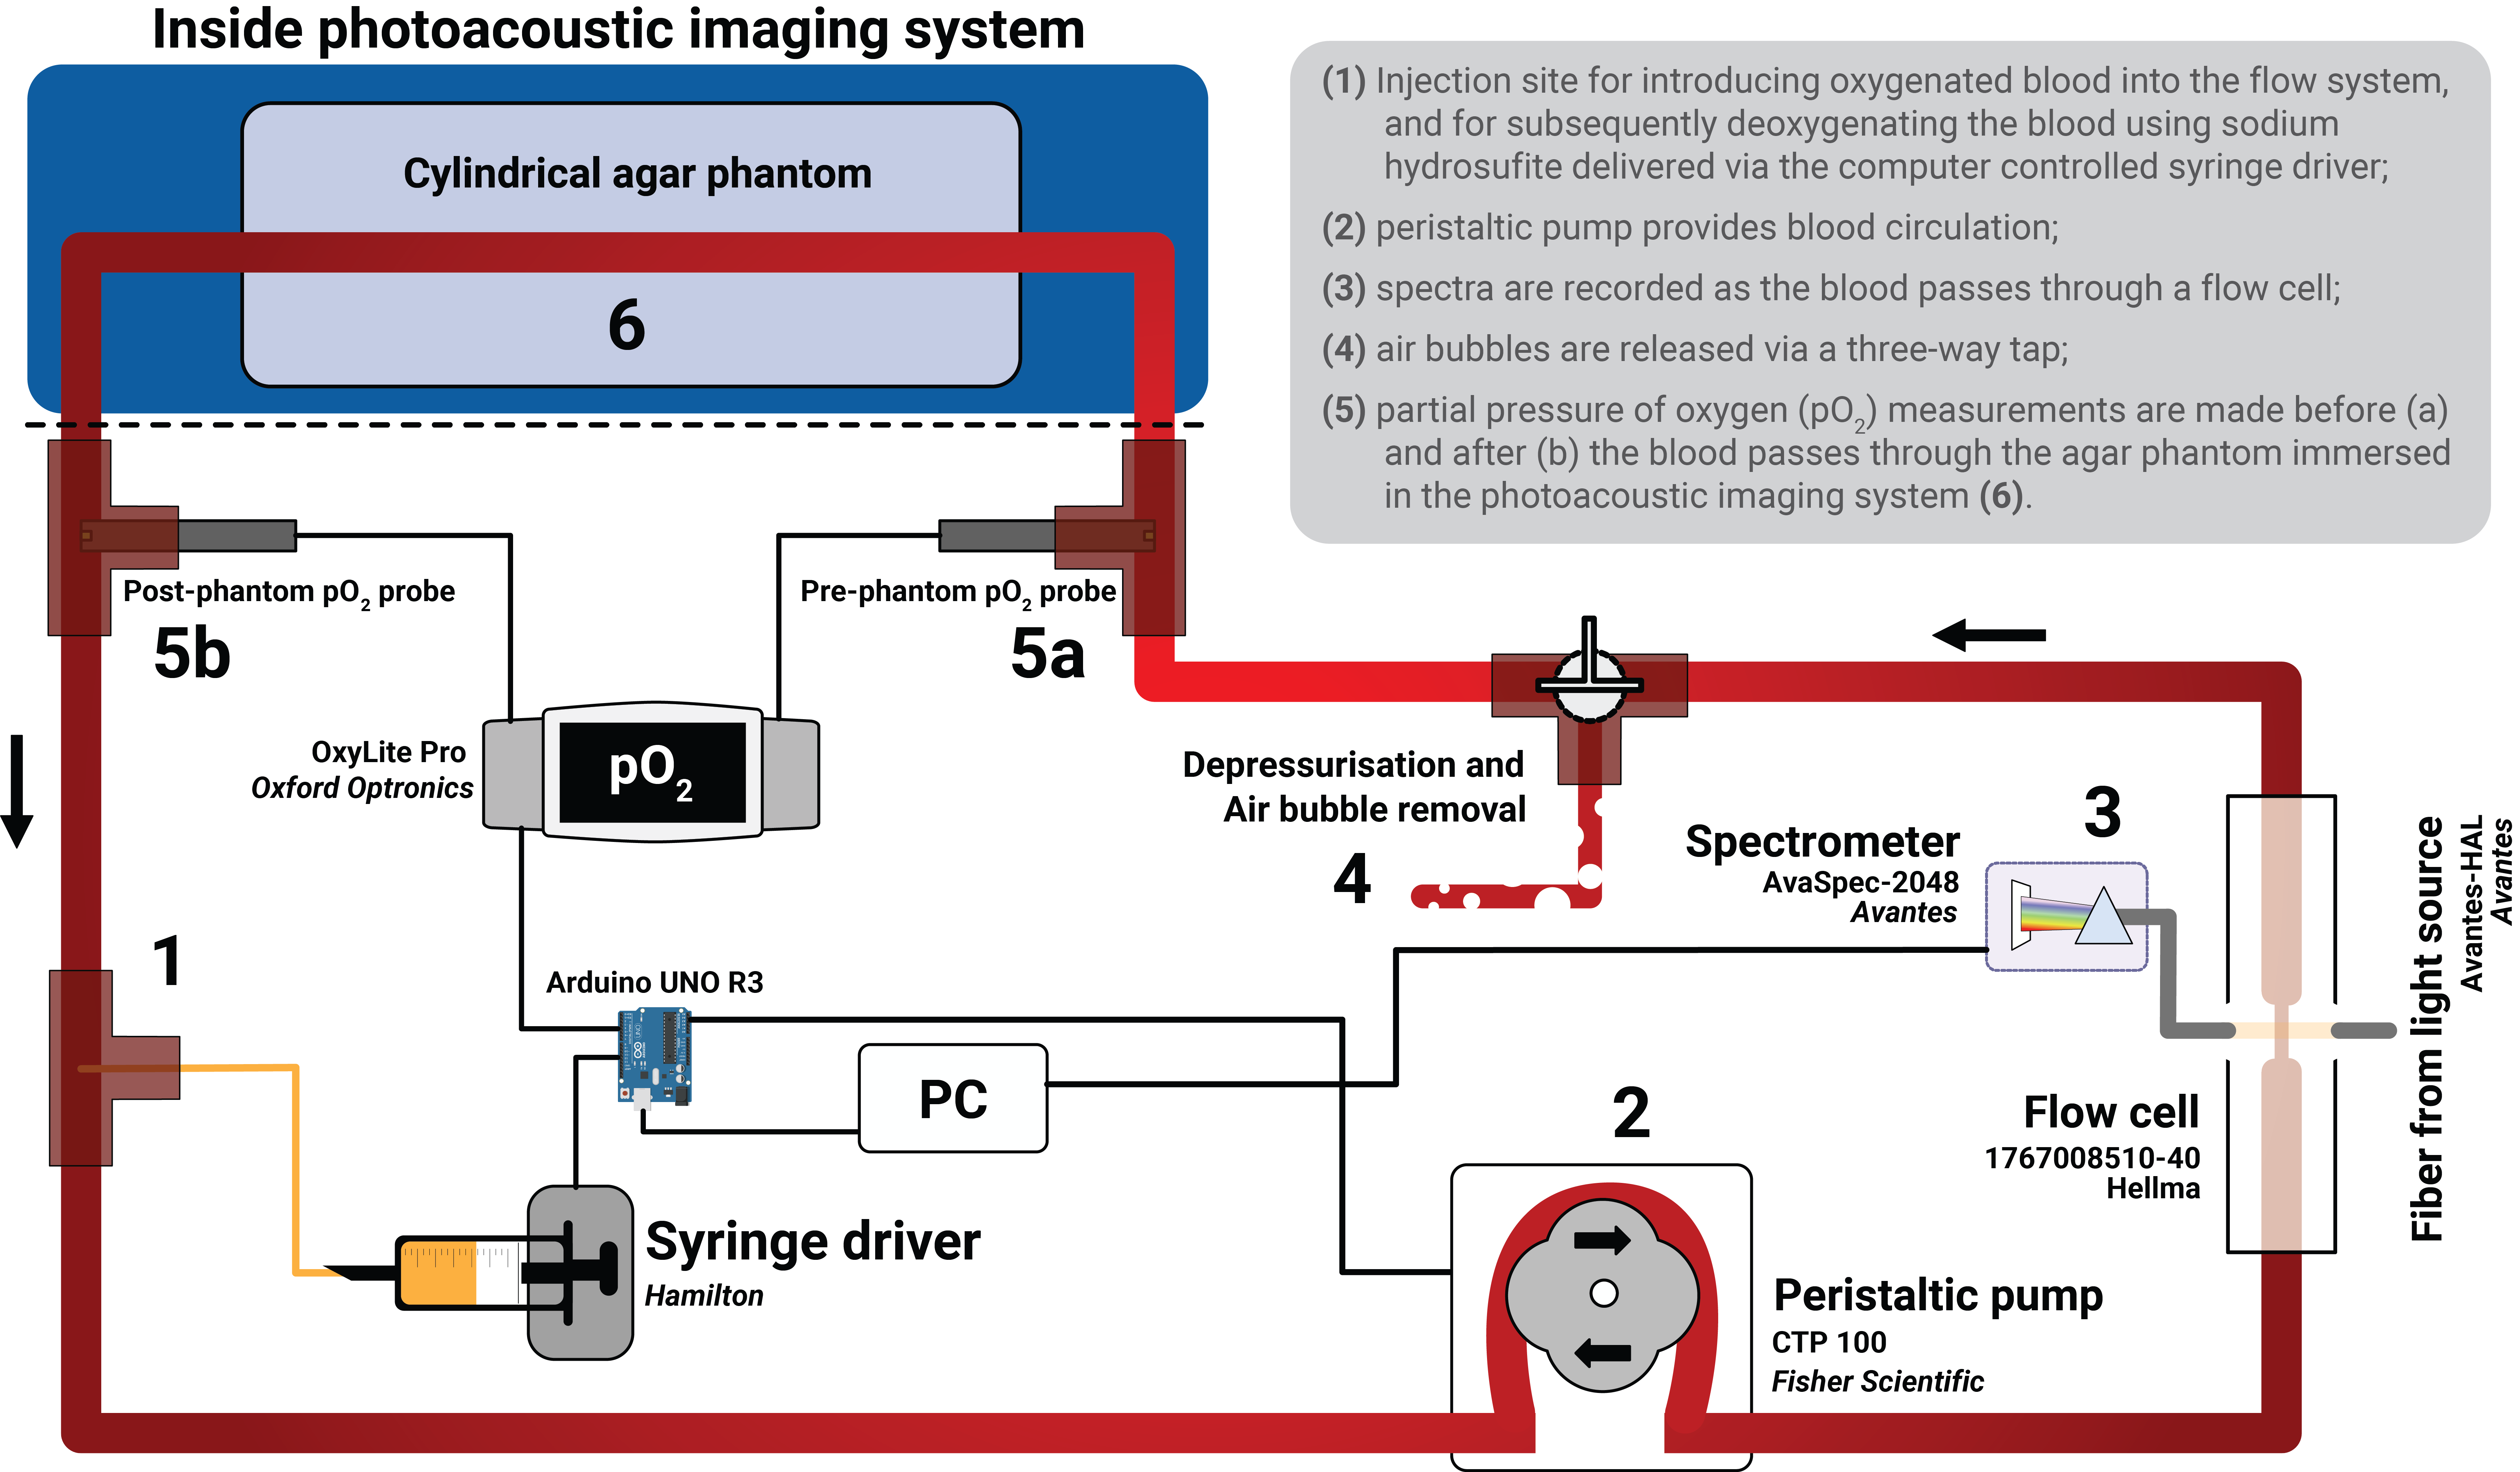 Inside photoacoustic imaging system
Cylindrical agar phantom
6
(1) Injection site for introducing oxygenated blood into the flow system,
and for subsequently deoxygenating the blood using sodium
hydrosufite delivered via the computer controlled syringe driver;
(2) peristaltic pump provides blood circulation;
(3) spectra are recorded as the blood passes through a flow cell;
(4) air bubbles are released via a three-way tap;
(5) partial pressure of oxygen (pO₂) measurements are made before (a)
and after (b) the blood passes through the agar phantom immersed
in the photoacoustic imaging system (6).
Post-phantom pO₂ probe
5b
Pre-phantom pO₂ probe
5a
OxyLite Pro
Oxford Optronics
pO₂
Depressurisation and
Air bubble removal
4
3
Spectrometer
AvaSpec-2048
Avantes
Fiber from light source
Avantes-HAL
Avantes
1
Arduino UNO R3
PC
2
Flow cell
1767008510-40
Hellma
Syringe driver
Hamilton
Peristaltic pump
CTP 100
Fisher Scientific